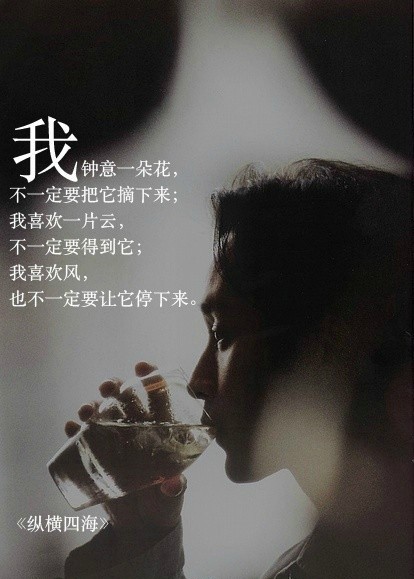 我钟意一朵花，
不一定要把它摘下来；
我喜欢一片云，
不一定要得到它；
我喜欢风，
也不一定要让它停下来。
《纵横四海》